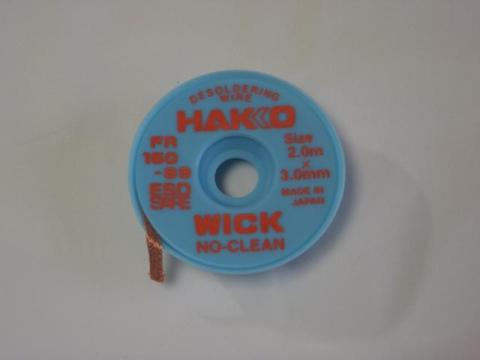 DESOLDERING
WIRE
HAKKO
FR
150
-89
ESD
SAFE
Size
2.0m
×
3.0mm
MADE IN
JAPAN
WICK
NO-CLEAN